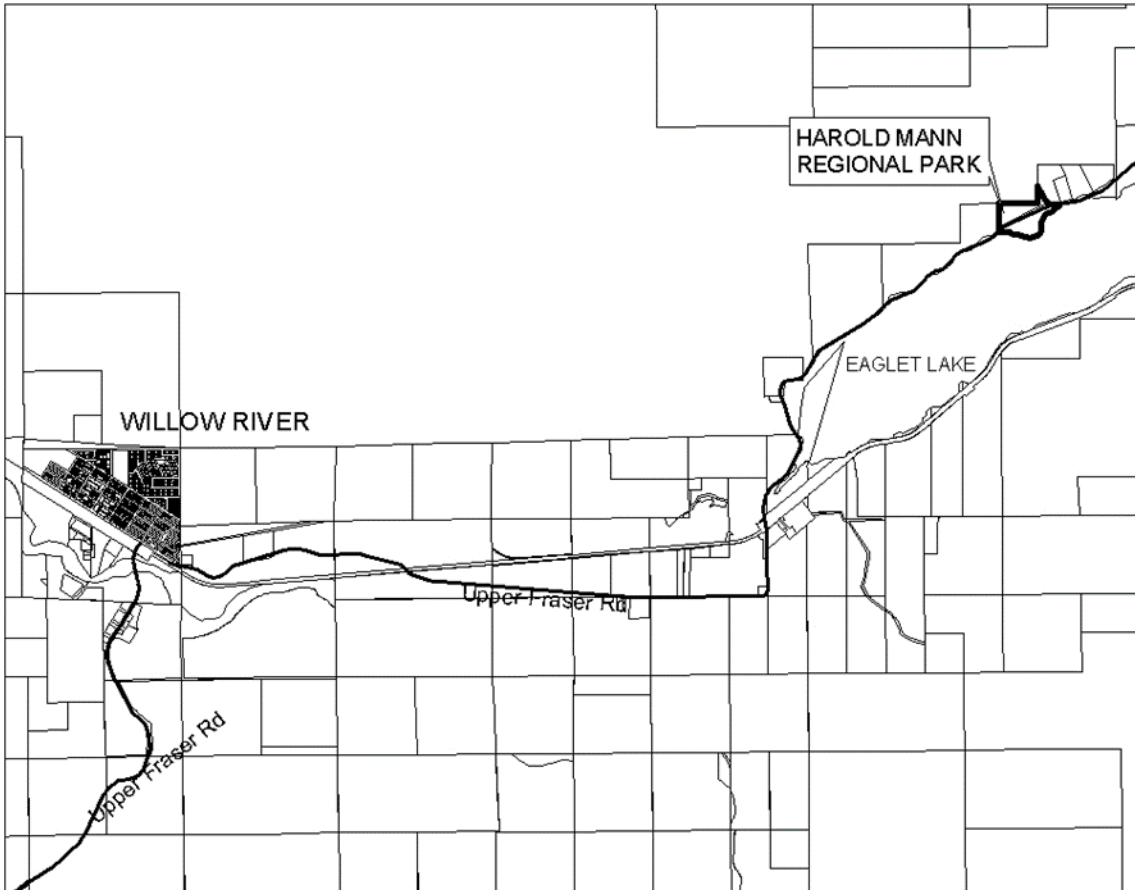 HAROLD MANN
REGIONAL PARK
EAGLET LAKE
WILLOW RIVER
Upper Fraser Rd
Upper Fraser Rd